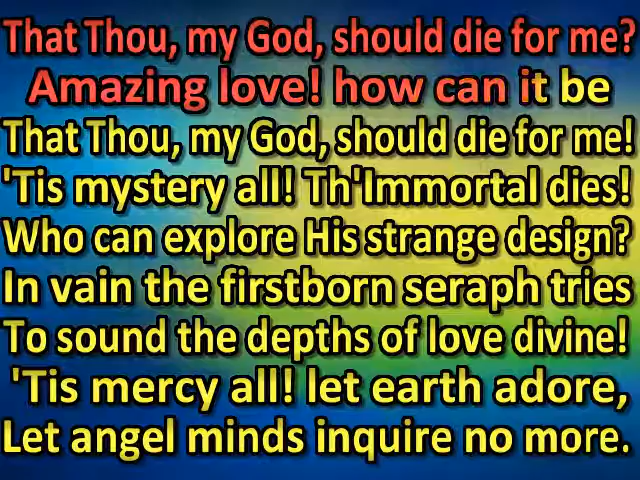 That Thou, my God, should die for me?
Amazing love! how can it be
That Thou, my God, should die for me!
'Tis mystery all! Th'Immortal dies!
Who can explore His strange design?
In vain the firstborn seraph tries
To sound the depths of love divine!
'Tis mercy all! let earth adore,
Let angel minds inquire no more.